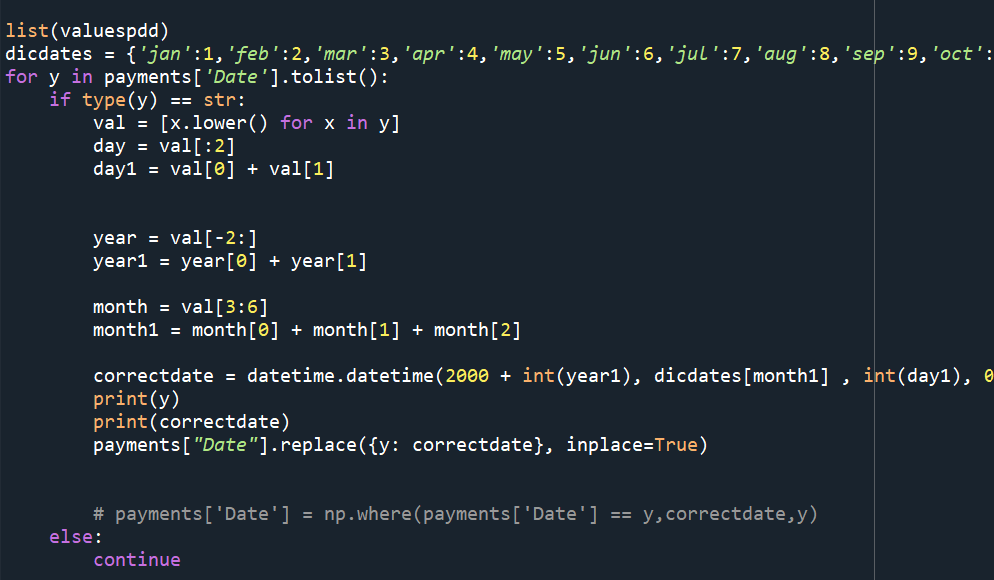 list(valuespdd)
dicdates = {'jan':1,'feb':2,'mar':3,'apr':4,'may':5,'jun':6,'jul':7,'aug':8,'sep':9,'oct':
for y in payments['Date'].tolist():
if type(y) == str:
val = [x.lower() for x in y]
day = val[:2]
day1 = val[0] + val[1]
year = val[-2:]
year1 = year[0] + year[1]
month = val[3:6]
month1 = month[0] + month[1] + month[2]
correctdate = datetime.datetime(2000 + int(year1), dicdates[month1] , int(day1), 0
print(y)
print(correctdate)
payments["Date"].replace({y: correctdate}, inplace=True)
# payments['Date'] = np.where(payments['Date'] == y,correctdate,y)
else:
continue